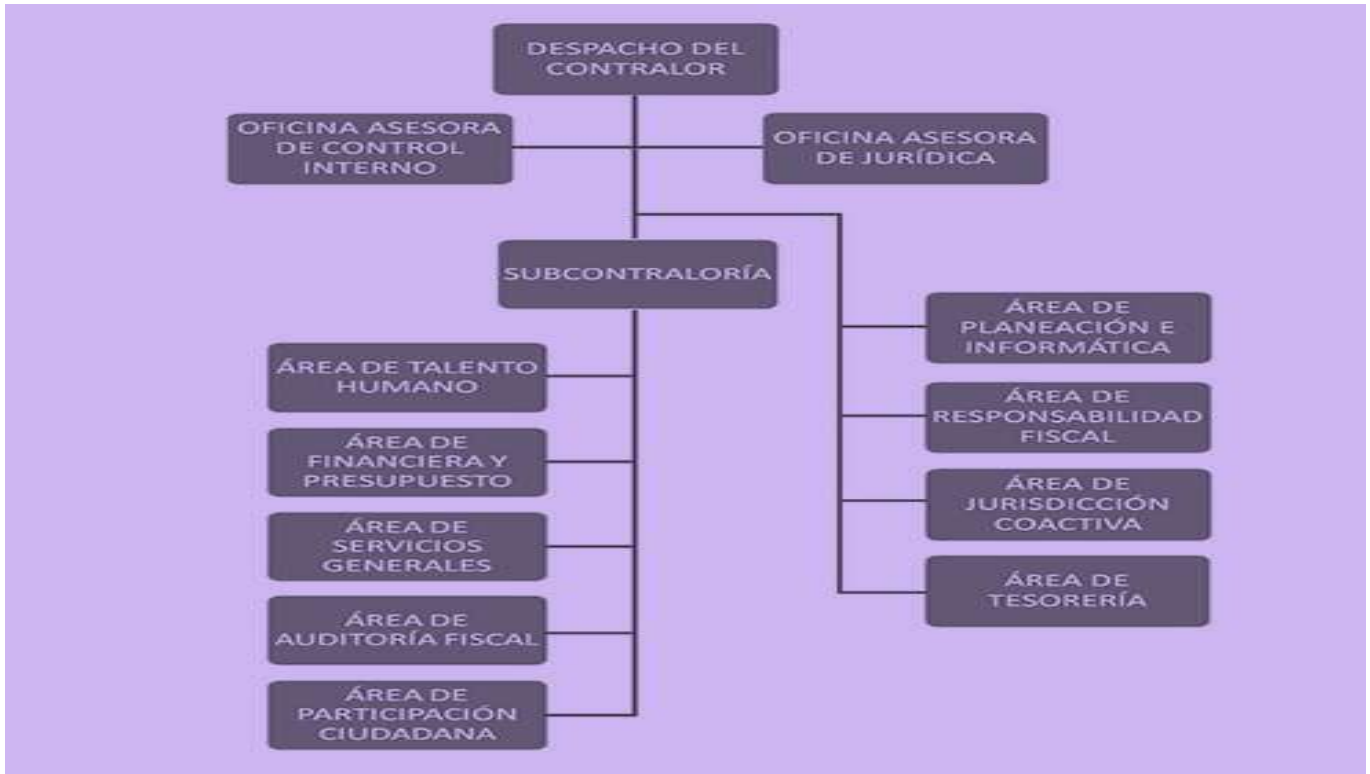 DESPACHO DEL
CONTRALOR
OFICINA ASESORA
DE CONTROL
INTERNO
OFICINA ASESORA
DE JURÍDICA
SUBCONTRALORÍA
ÁREA DE TALENTO
HUMANO
ÁREA DE
FINANCIERA Y
PRESUPUESTO
ÁREA DE
SERVICIOS
GENERALES
ÁREA DE
AUDITORÍA FISCAL
ÁREA DE
PARTICIPACIÓN
CIUDADANA
ÁREA DE
PLANEACIÓN E
INFORMÁTICA
ÁREA DE
RESPONSABILIDAD
FISCAL
ÁREA DE
JURISDICCIÓN
COACTIVA
ÁREA DE
TESORERÍA